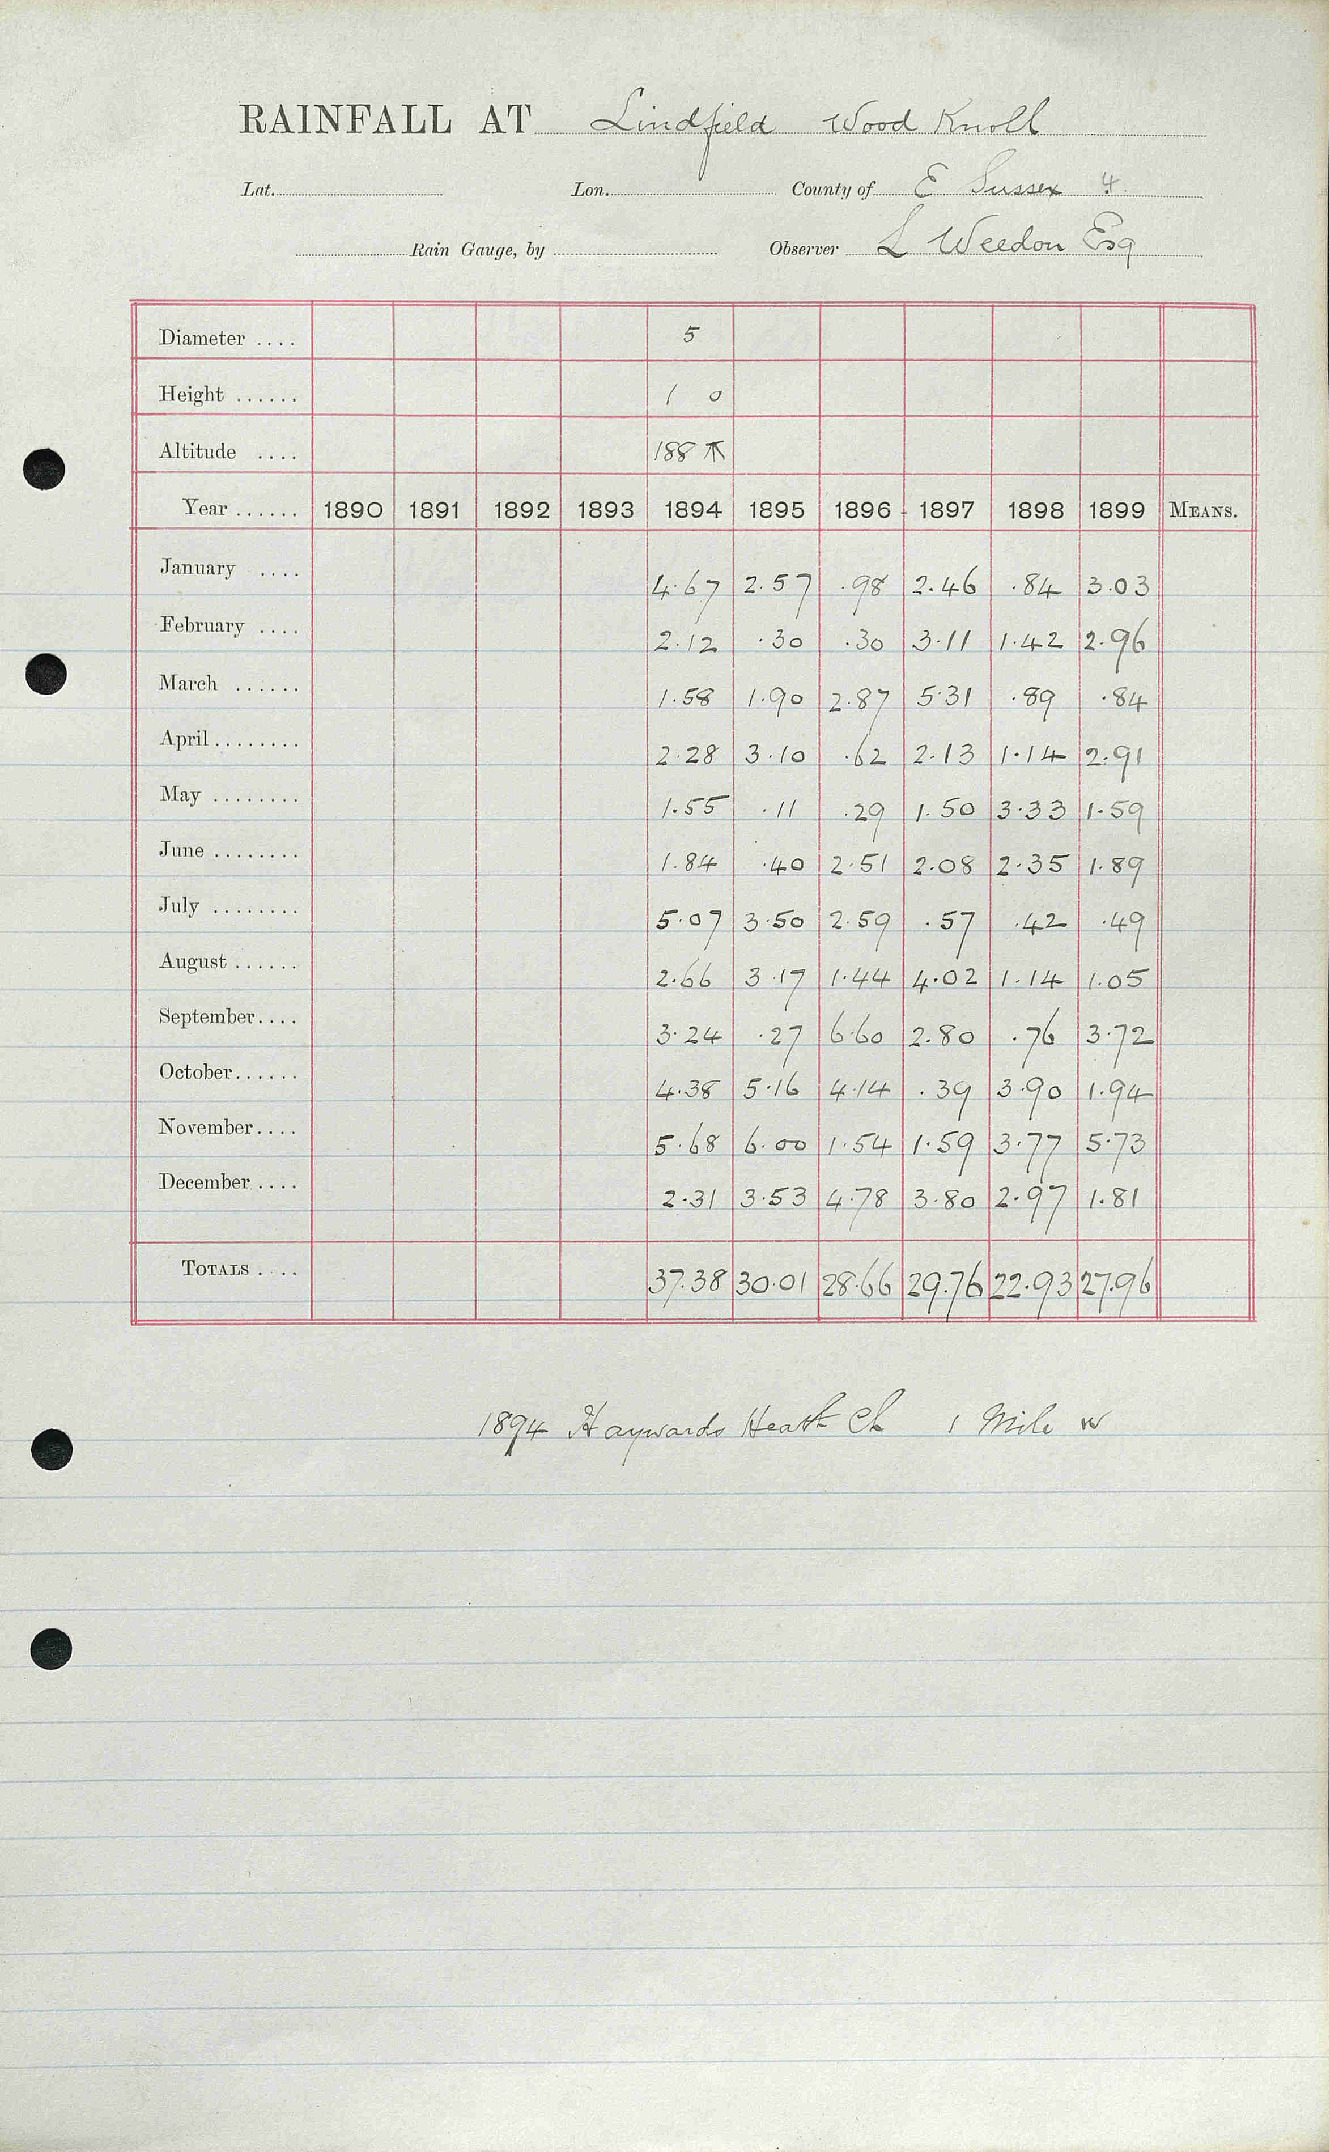 RAINFALL AT Lindfield Wood Knoll
Lat. Lon. County of E Sussex 4
Rain Gauge, by Observer L Weedon Esq
Diameter .... 5
Height ...... 1 0
Altitude .... 188
Year ...... 1890 1891 1892 1893 1894 1895 1896 1897 1898 1899 MEANS.
January .... 4.67 2.57 .98 2.46 .84 3.03
February .... 2.12 .30 .30 3.11 1.42 2.96
March ...... 1.58 1.90 2.87 5.31 .89 .84
April ........ 2.28 3.10 .62 2.13 1.14 2.91
May ........ 1.55 .11 .29 1.50 3.33 1.59
June ........ 1.84 .40 2.51 2.08 2.35 1.89
July ........ 5.07 3.50 2.59 .57 .42 .49
August ...... 2.66 3.17 1.44 4.02 1.14 1.05
September.... 3.24 .27 6.60 2.80 .76 3.72
October...... 4.38 5.16 4.14 .39 3.90 1.94
November.... 5.68 6.00 1.54 1.59 3.77 5.73
December .... 2.31 3.53 4.78 3.80 2.97 1.81
TOTALS .... 37.38 30.01 28.66 29.76 22.93 27.96
1894 Haywards Heath Ch 1 Mile W